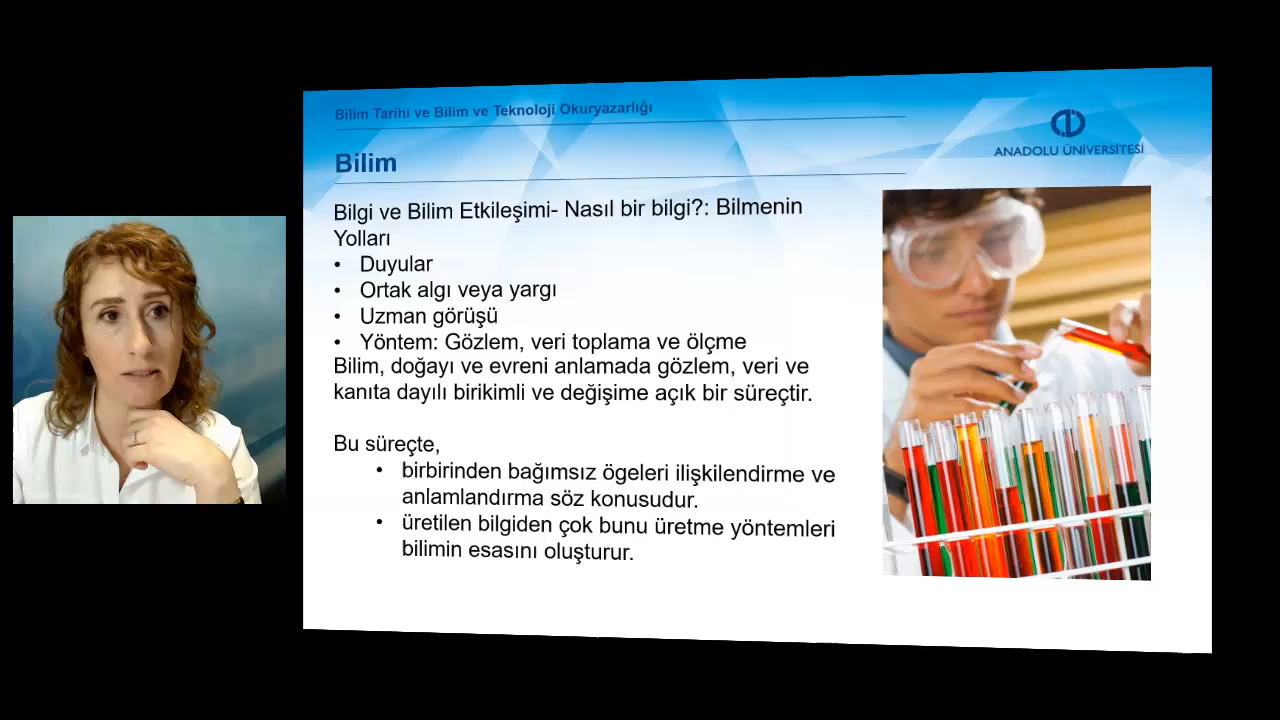 Bilim Tarihi ve Bilim ve Teknoloji Okuryazarlığı
ANADOLU ÜNİVERSİTESİ
Bilim
Bilgi ve Bilim Etkileşimi- Nasıl bir bilgi?: Bilmenin
Yolları
• Duyular
• Ortak algı veya yargı
• Uzman görüşü
• Yöntem: Gözlem, veri toplama ve ölçme
Bilim, doğayı ve evreni anlamada gözlem, veri ve
kanıta dayılı birikimli ve değişime açık bir süreçtir.
Bu süreçte,
• birbirinden bağımsız ögeleri ilişkilendirme ve
anlamlandırma söz konusudur.
• üretilen bilgiden çok bunu üretme yöntemleri
bilimin esasını oluşturur.